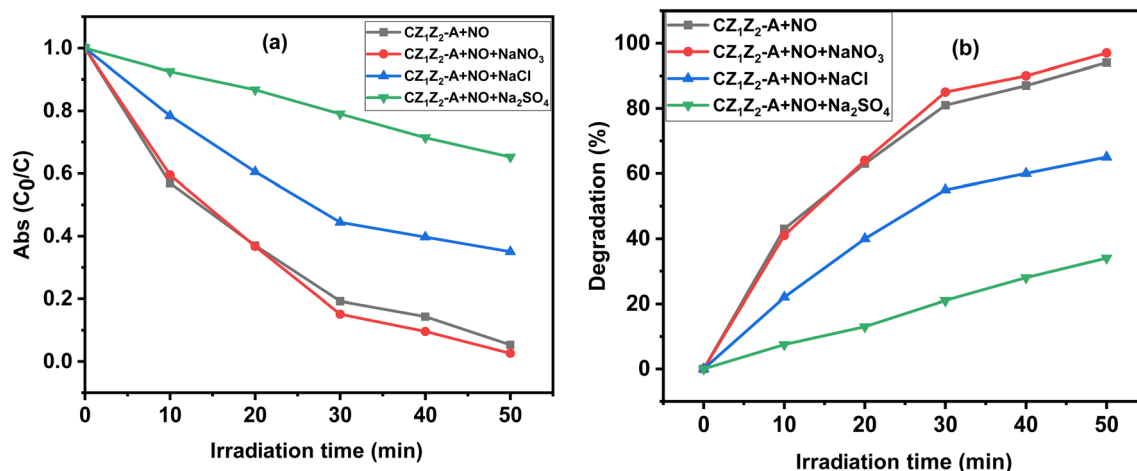 (a)
CZ₁Z₂-A+NO
CZ₁Z₂-A+NO+NaNO₃
CZ₁Z₂-A+NO+NaCl
CZ₁Z₂-A+NO+Na₂SO₄
Abs (C₀/C)
1.0
0.8
0.6
0.4
0.2
0.0
0 10 20 30 40 50
Irradiation time (min)
(b)
CZ₁Z₂-A+NO
CZ₁Z₂-A+NO+NaNO₃
CZ₁Z₂-A+NO+NaCl
CZ₁Z₂-A+NO+Na₂SO₄
Degradation (%)
100
80
60
40
20
0
0 10 20 30 40 50
Irradiation time (min)